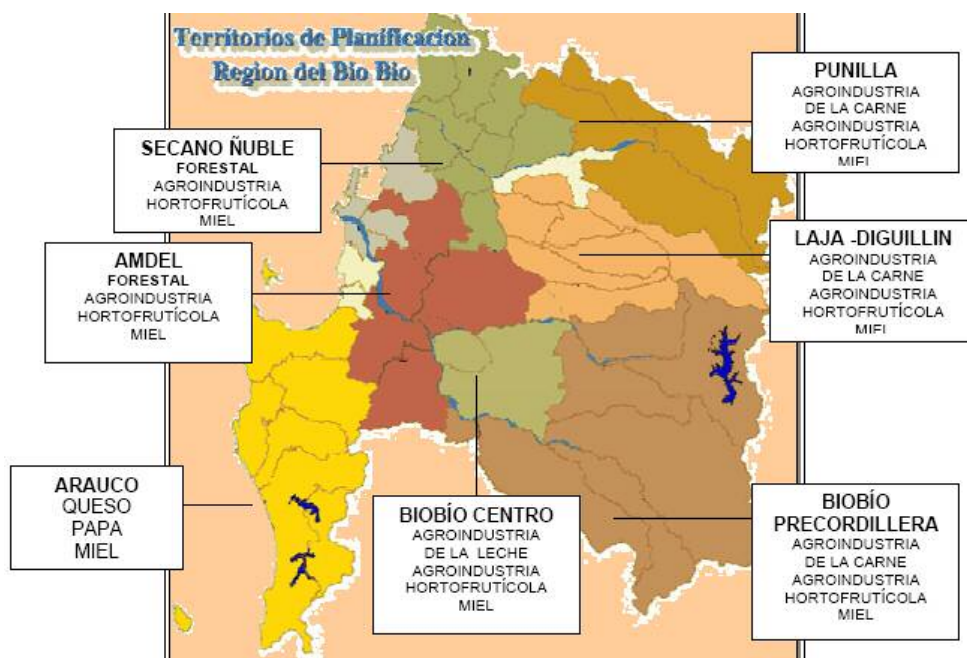 Territorios de Planificacion
Region del Bio Bio
PUNILLA
AGROINDUSTRIA
DE LA CARNE
AGROINDUSTRIA
HORTOFRUTÍCOLA
MIEL
SECANO ÑUBLE
FORESTAL
AGROINDUSTRIA
HORTOFRUTÍCOLA
MIEL
LAJA -DIGUILLIN
AGROINDUSTRIA
DE LA CARNE
AGROINDUSTRIA
HORTOFRUTÍCOLA
MIEL
AMDEL
FORESTAL
AGROINDUSTRIA
HORTOFRUTÍCOLA
MIEL
ARAUCO
QUESO
PAPA
MIEL
BIOBÍO CENTRO
AGROINDUSTRIA
DE LA LECHE
AGROINDUSTRIA
HORTOFRUTÍCOLA
MIEL
BIOBÍO
PRECORDILLERA
AGROINDUSTRIA
DE LA CARNE
AGROINDUSTRIA
HORTOFRUTÍCOLA
MIEL